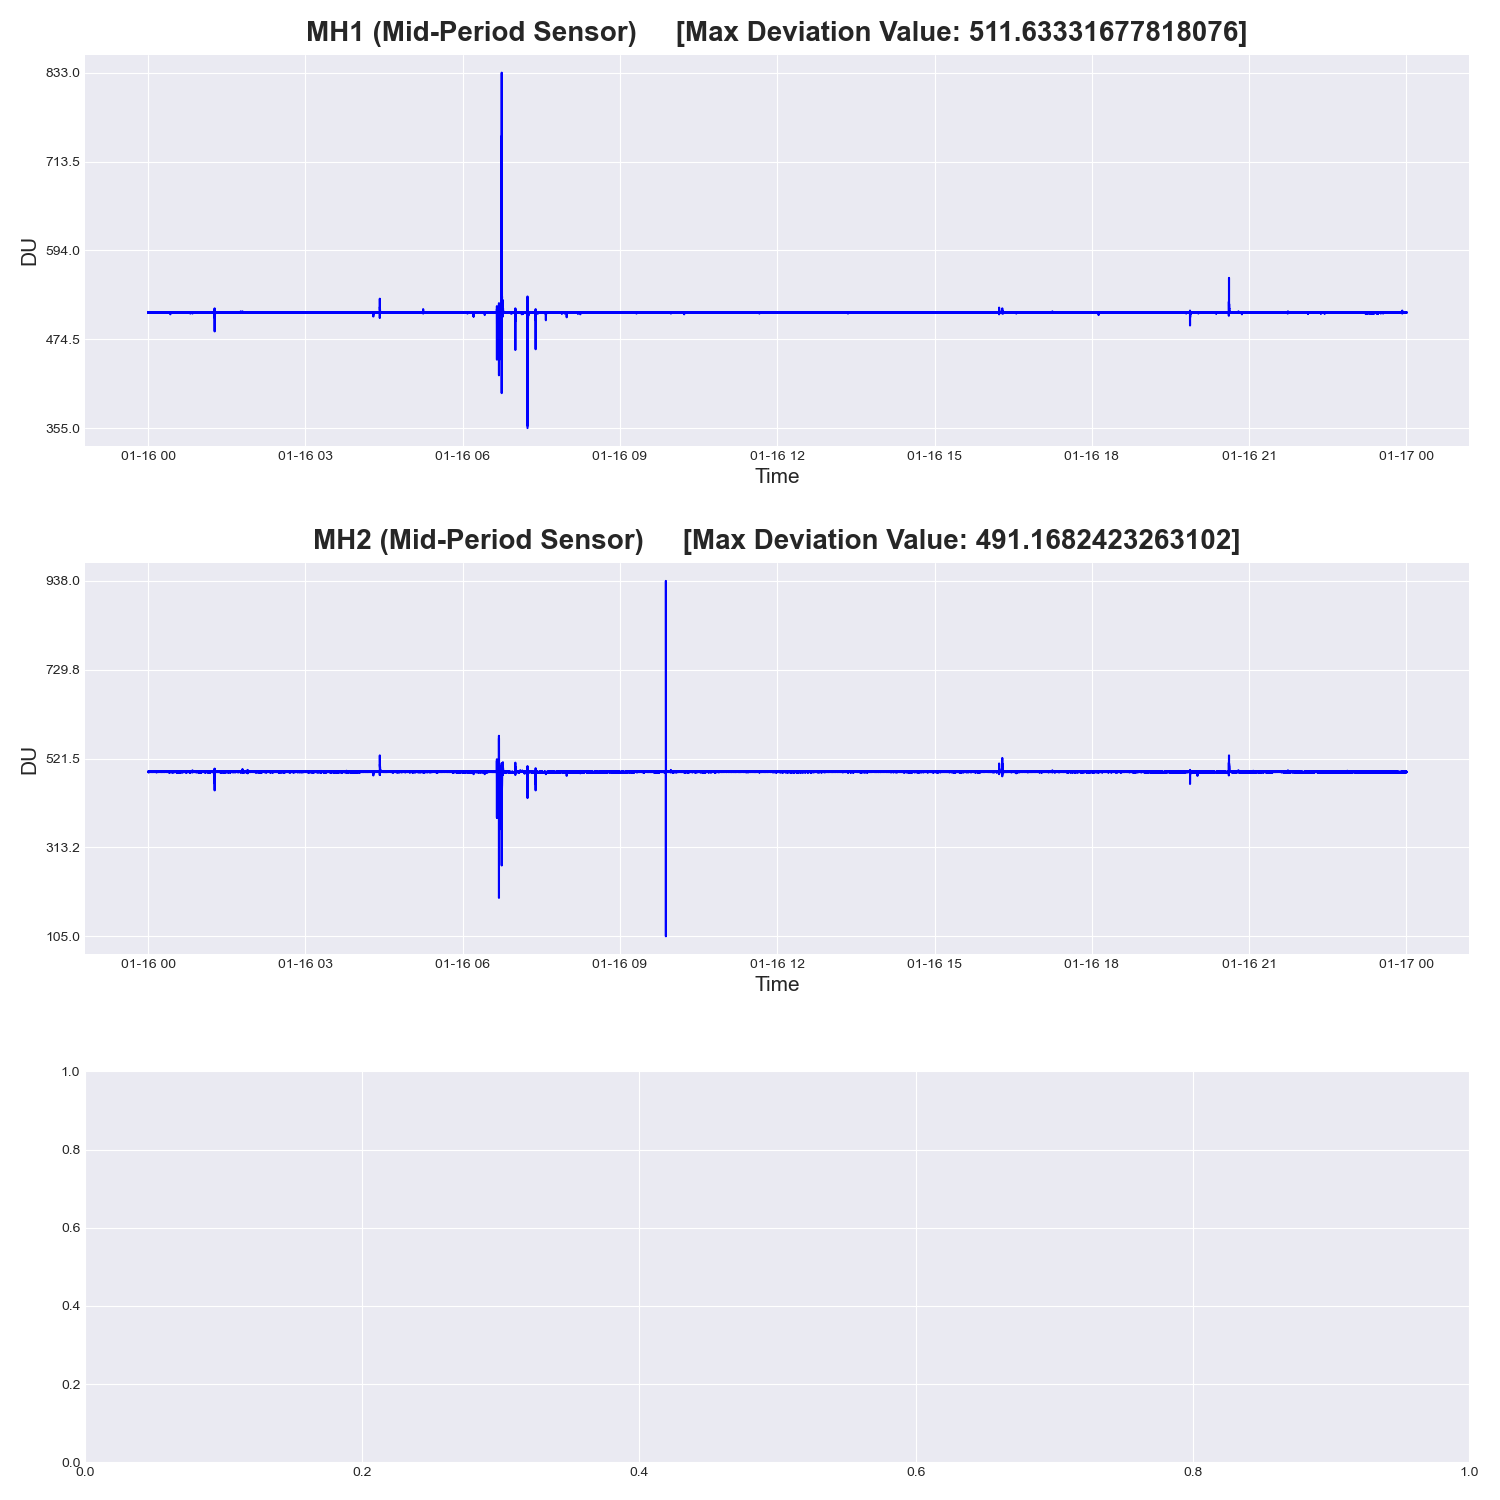 MH1 (Mid-Period Sensor) [Max Deviation Value: 511.63331677818076]
833.0
713.5
594.0
474.5
355.0
DU
01-16 00 01-16 03 01-16 06 01-16 09 01-16 12 01-16 15 01-16 18 01-16 21 01-17 00
Time
MH2 (Mid-Period Sensor) [Max Deviation Value: 491.1682423263102]
938.0
729.8
521.5
313.2
105.0
DU
01-16 00 01-16 03 01-16 06 01-16 09 01-16 12 01-16 15 01-16 18 01-16 21 01-17 00
Time
1.0
0.8
0.6
0.4
0.2
0.0
0.0 0.2 0.4 0.6 0.8 1.0